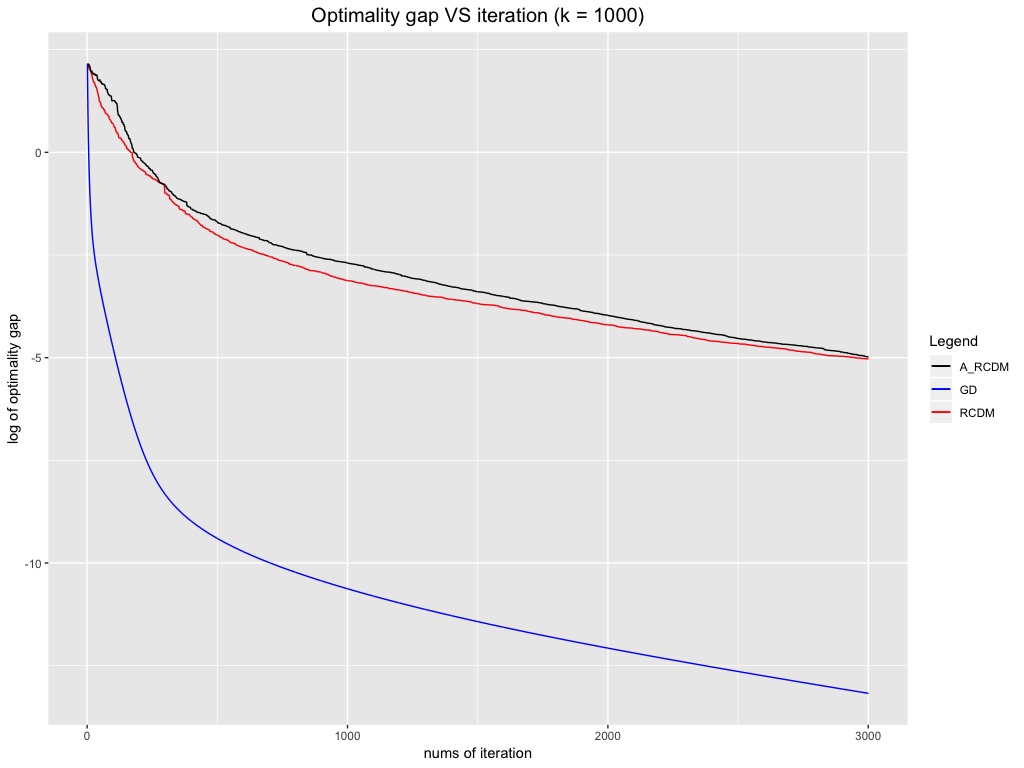 Optimality gap VS iteration (k = 1000)
log of optimality gap
0
-5
-10
0
1000
2000
3000
nums of iteration
Legend
A_RCDM
GD
RCDM